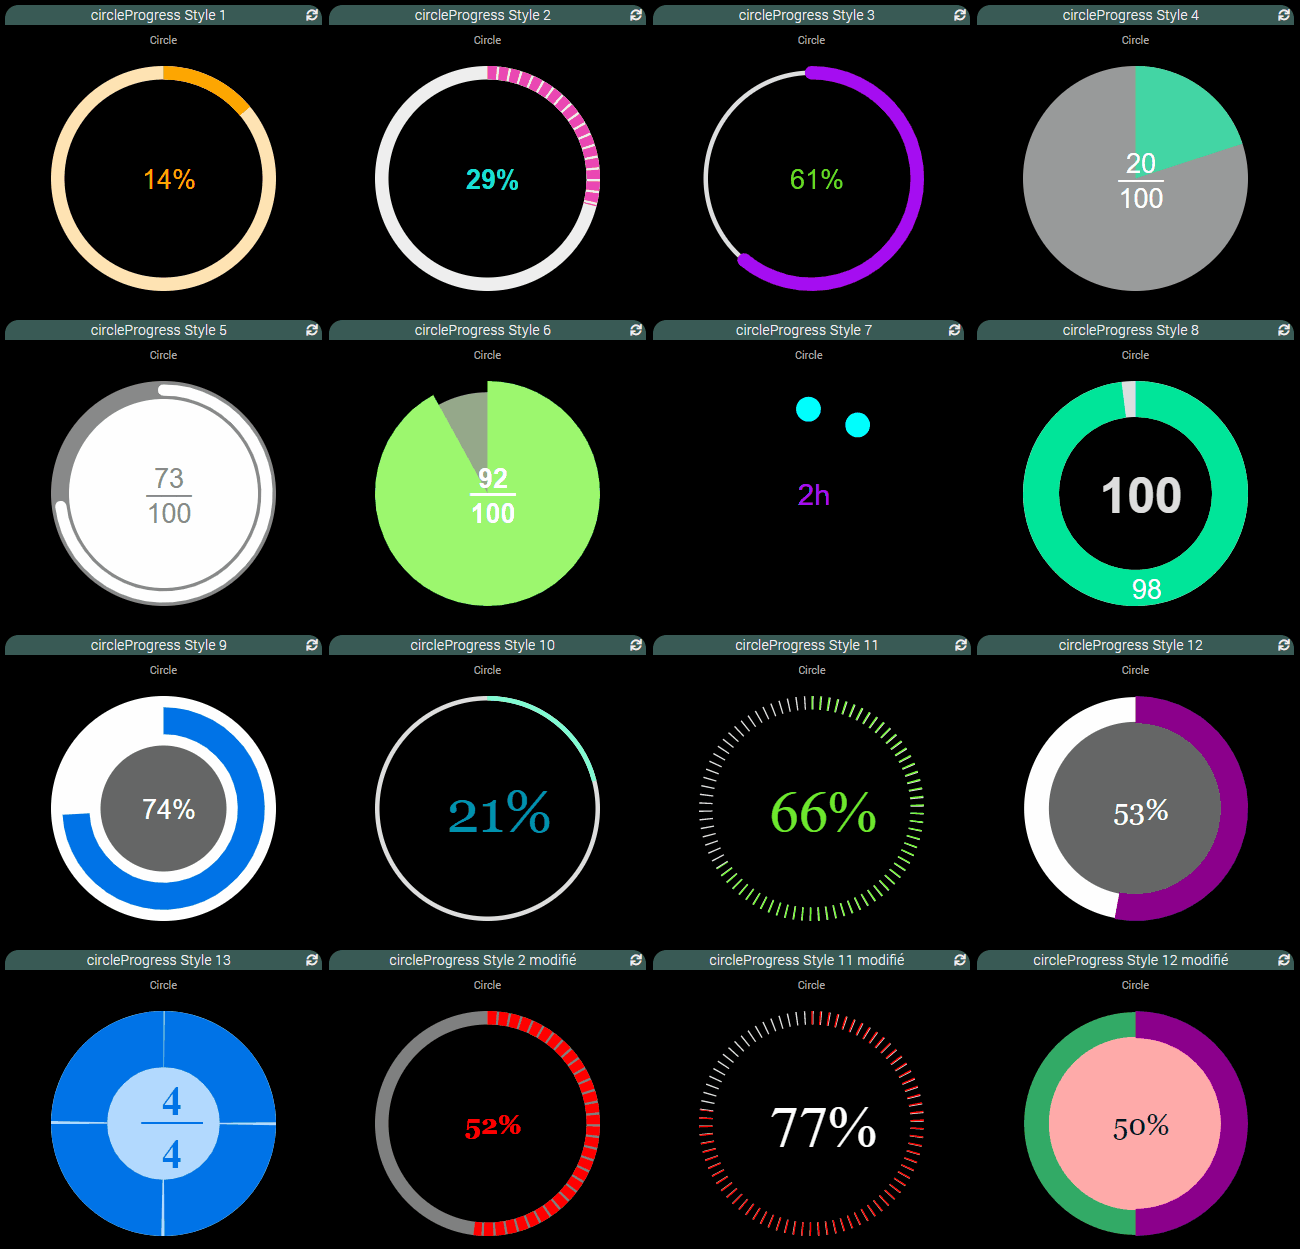 circleProgress Style 1
Circle
14%
circleProgress Style 2
Circle
29%
circleProgress Style 3
Circle
61%
circleProgress Style 4
Circle
20
100
circleProgress Style 5
Circle
73
100
circleProgress Style 6
Circle
92
100
circleProgress Style 7
Circle
2h
circleProgress Style 8
Circle
100
98
circleProgress Style 9
Circle
74%
circleProgress Style 10
Circle
21%
circleProgress Style 11
Circle
66%
circleProgress Style 12
Circle
53%
circleProgress Style 13
Circle
4
4
circleProgress Style 2 modifié
Circle
52%
circleProgress Style 11 modifié
Circle
77%
circleProgress Style 12 modifié
Circle
50%